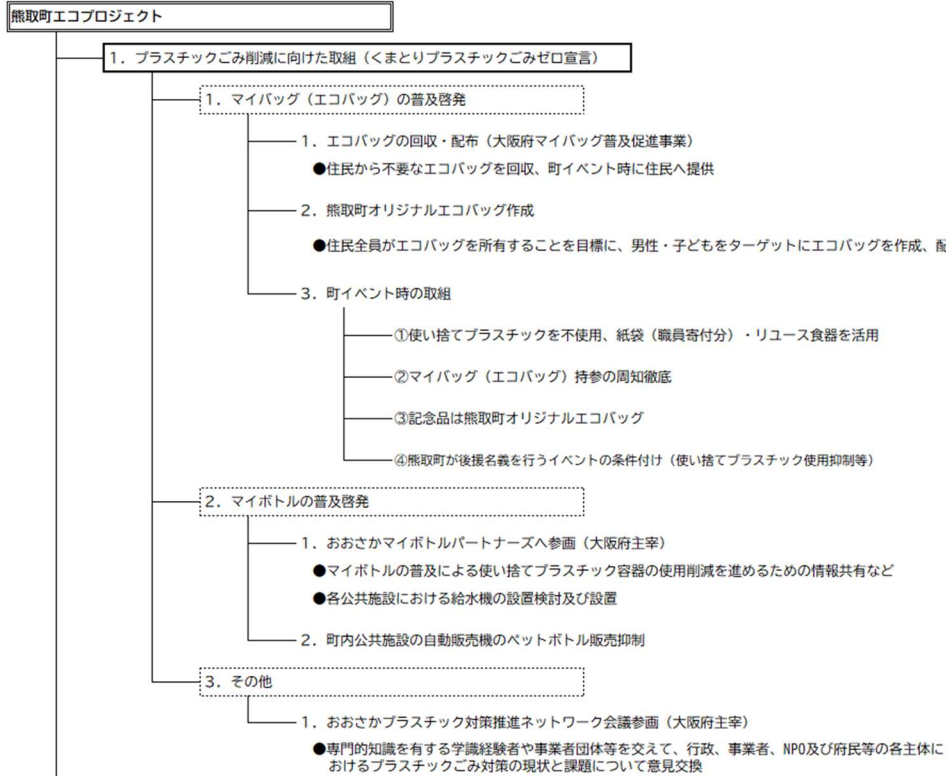 熊取町エコプロジェクト
1．プラスチックごみ削減に向けた取組（くまとりプラスチックごみゼロ宣言）
1．マイバッグ（エコバッグ）の普及啓発
1．エコバッグの回収・配布（大阪府マイバッグ普及促進事業）
●住民から不要なエコバッグを回収、町イベント時に住民へ提供
2．熊取町オリジナルエコバッグ作成
●住民全員がエコバッグを所有することを目標に、男性・子どもをターゲットにエコバッグを作成、配
3．町イベント時の取組
①使い捨てプラスチックを不使用、紙袋（職員寄付分）・リユース食器を活用
②マイバッグ（エコバッグ）持参の周知徹底
③記念品は熊取町オリジナルエコバッグ
④熊取町が後援名義を行うイベントの条件付け（使い捨てプラスチック使用抑制等）
2．マイボトルの普及啓発
1．おおさかマイボトルパートナーズへ参画（大阪府主宰）
●マイボトルの普及による使い捨てプラスチック容器の使用削減を進めるための情報共有など
●各公共施設における給水機の設置検討及び設置
2．町内公共施設の自動販売機のペットボトル販売抑制
3．その他
1．おおさかプラスチック対策推進ネットワーク会議参画（大阪府主宰）
●専門的知識を有する学識経験者や事業者団体等を交えて、行政、事業者、NPO及び府民等の各主体に
おけるプラスチックごみ対策の現状と課題について意見交換